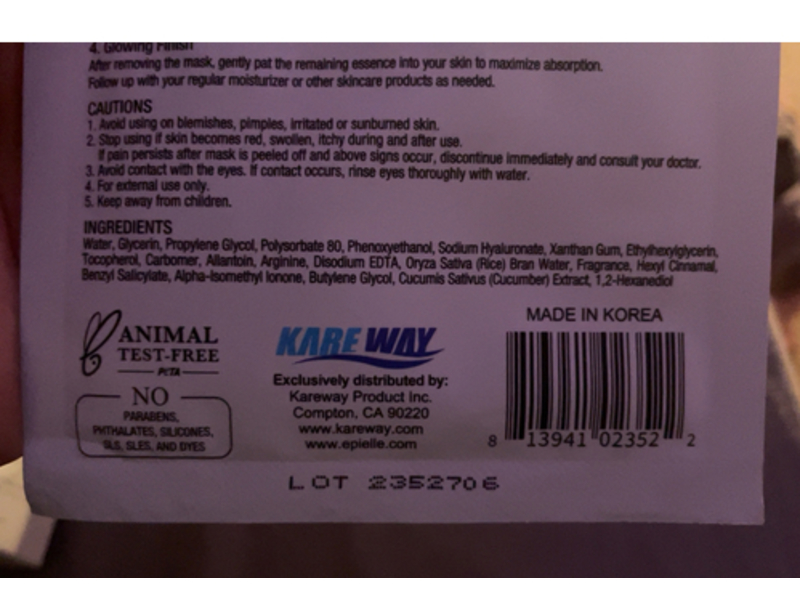 4. Glowing Finish
After removing the mask, gently pat the remaining essence into your skin to maximize absorption.
Follow up with your regular moisturizer or other skincare products as needed.
CAUTIONS
1. Avoid using on blemishes, pimples, irritated or sunburned skin.
2. Stop using if skin becomes red, swollen, itchy during and after use.
If pain persists after mask is peeled off and above signs occur, discontinue immediately and consult your doctor.
3. Avoid contact with the eyes. If contact occurs, rinse eyes thoroughly with water.
4. For external use only.
5. Keep away from children.
INGREDIENTS
Water, Glycerin, Propylene Glycol, Polysorbate 80, Phenoxyethanol, Sodium Hyaluronate, Xanthan Gum, Ethylhexylglycerin,
Tocopherol, Carbomer, Allantoin, Arginine, Disodium EDTA, Oryza Sativa (Rice) Bran Water, Fragrance, Hexyl Cinnamal,
Benzyl Salicylate, Alpha-Isomethyl Ionone, Butylene Glycol, Cucumis Sativus (Cucumber) Extract, 1,2-Hexanediol
ANIMAL
TEST-FREE
PETA
NO
PARABENS,
PHTHALATES, SILICONES,
SLS, SLES, AND DYES
KAREWAY
Exclusively distributed by:
Kareway Product Inc.
Compton, CA 90220
www.kareway.com
www.epielle.com
MADE IN KOREA
8 13941 02352 2
LOT 2352706